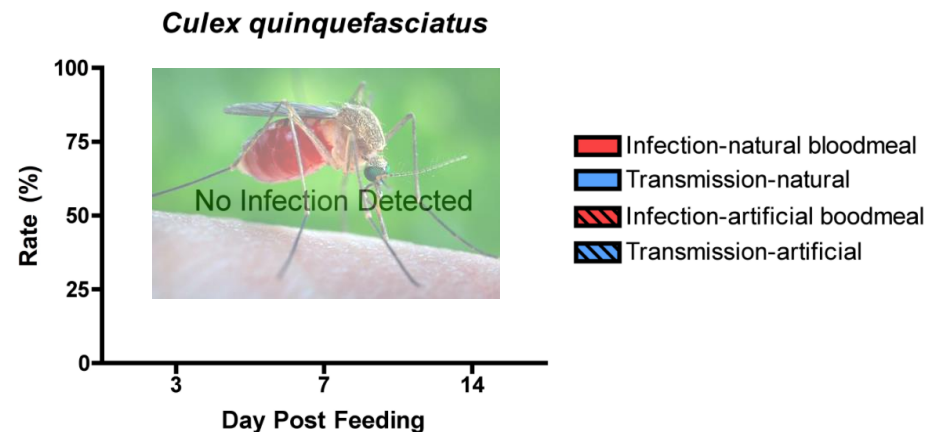 Culex quinquefasciatus
100
75
50
25
0
Rate (%)
No Infection Detected
3 7 14
Day Post Feeding
Infection-natural bloodmeal
Transmission-natural
Infection-artificial boodmeal
Transmission-artificial